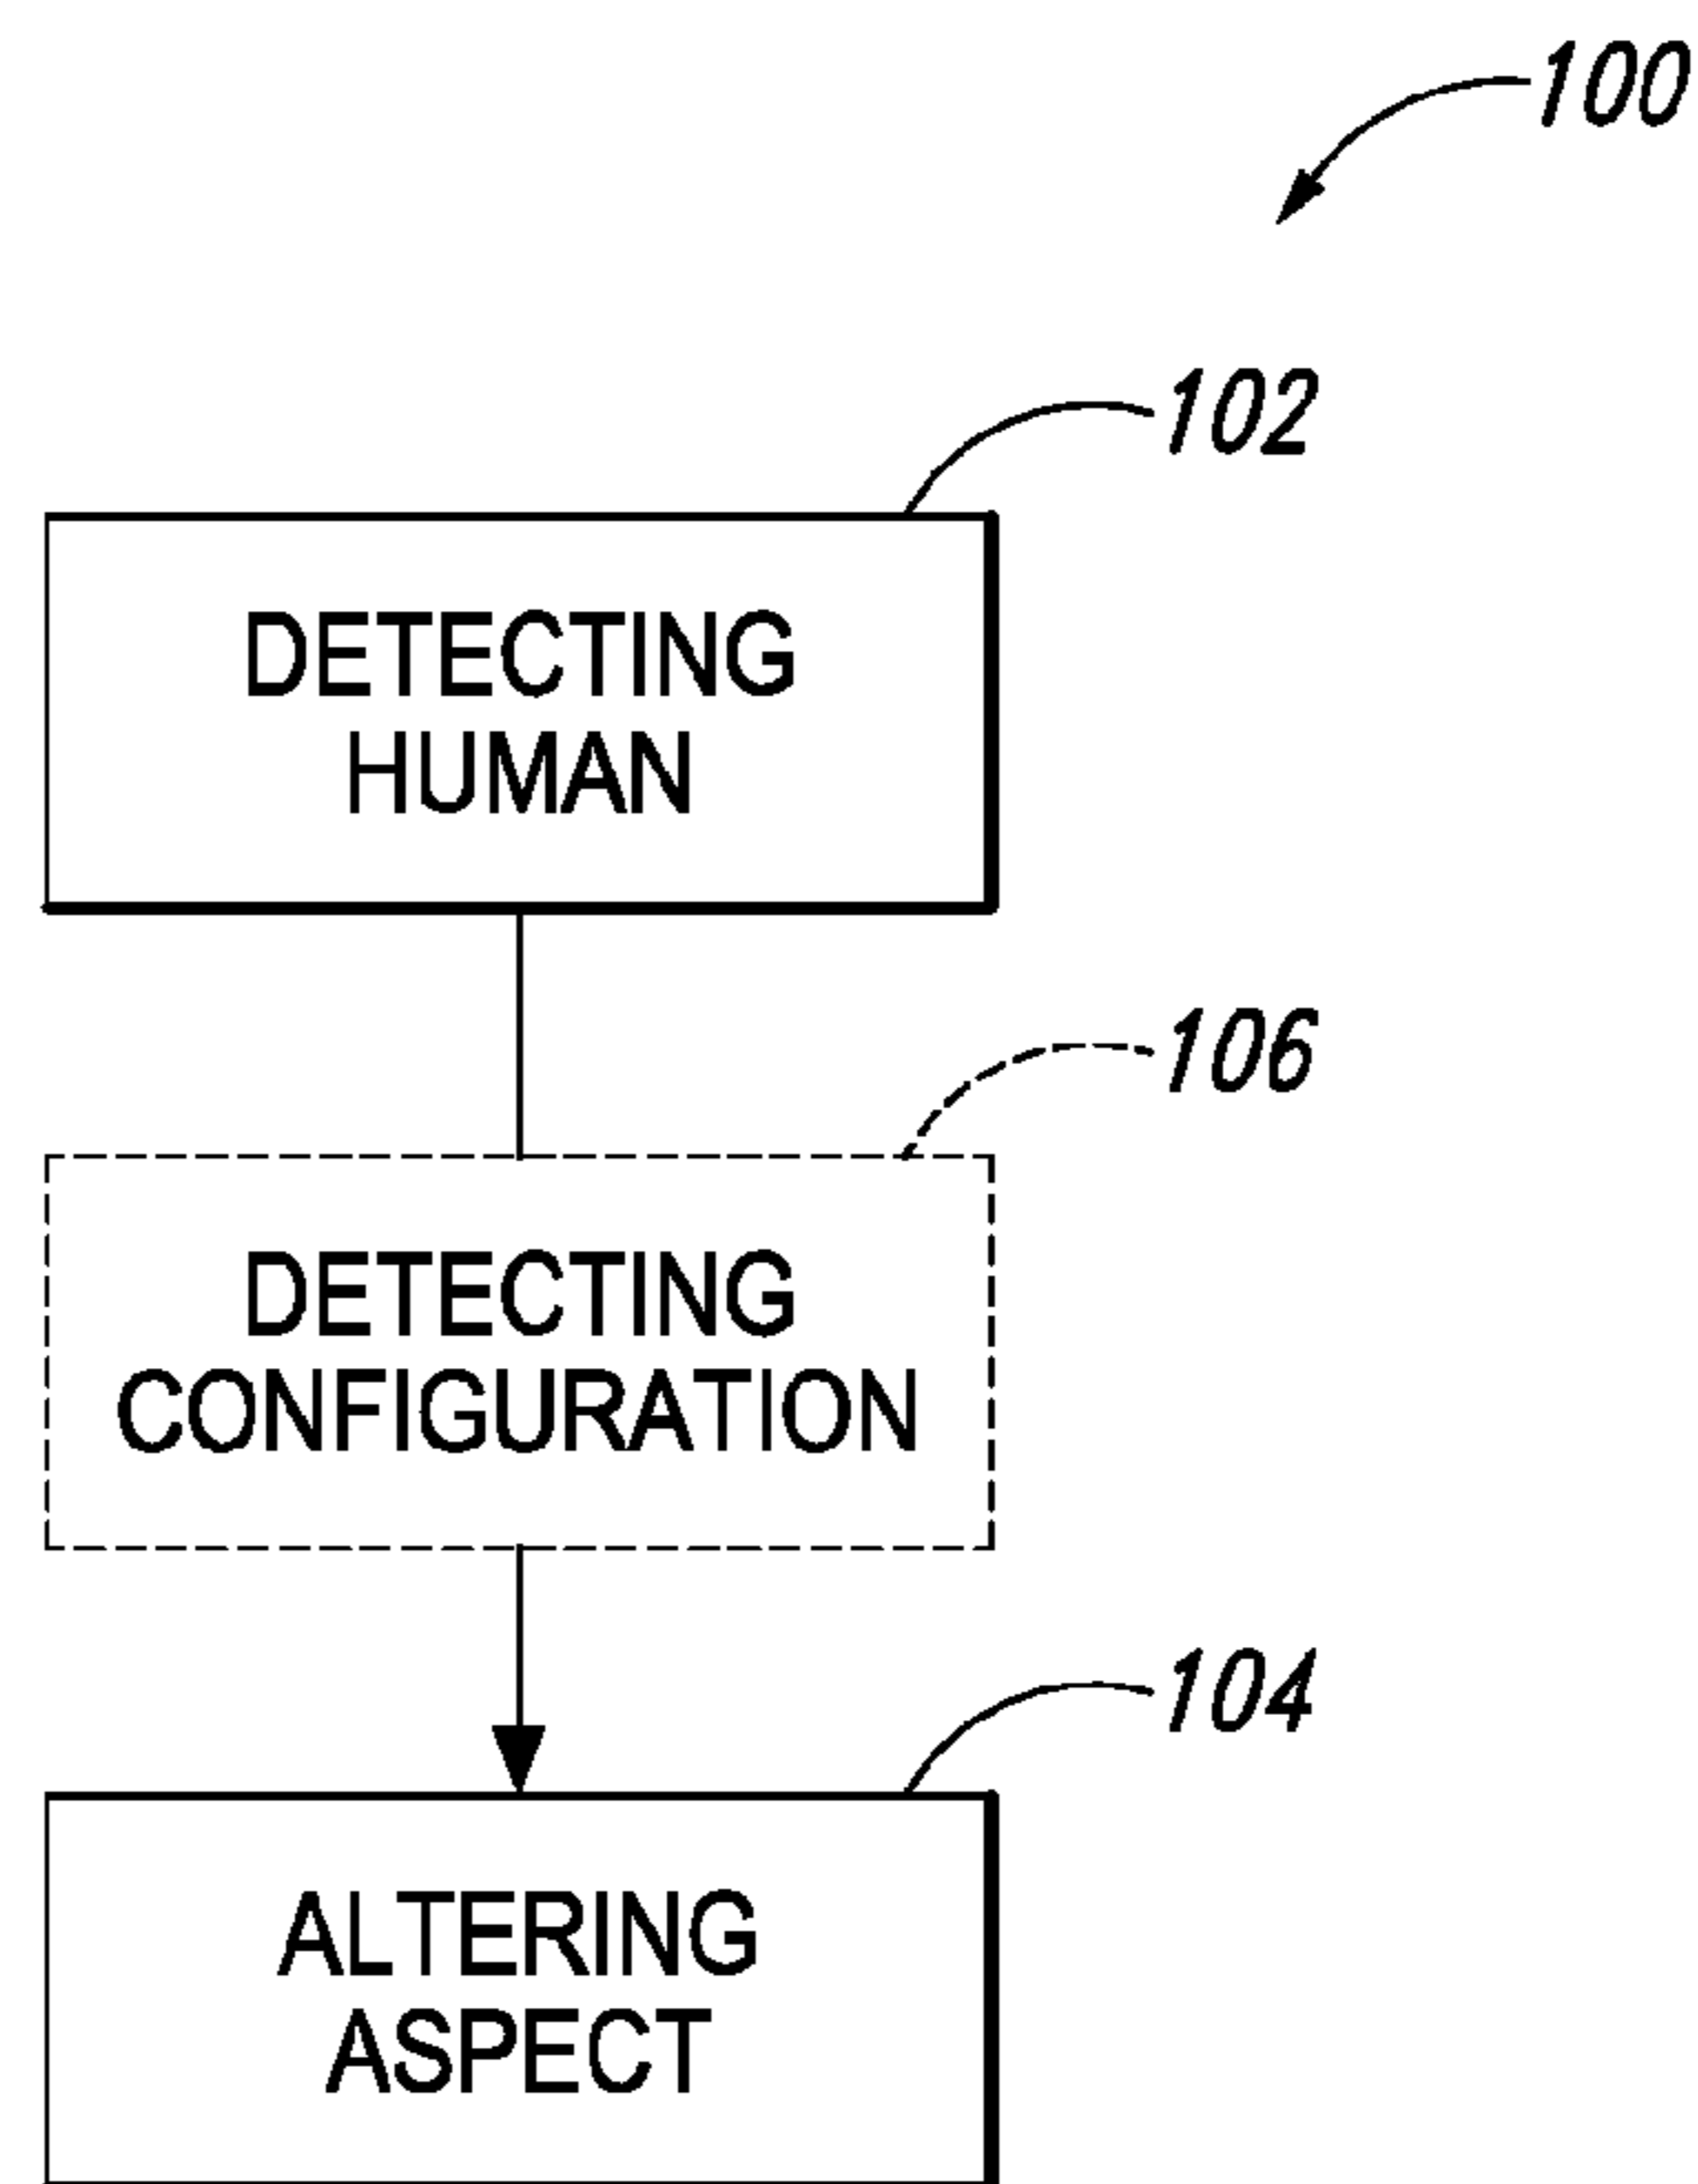 100
102
DETECTING
HUMAN
106
DETECTING
CONFIGURATION
104
ALTERING
ASPECT